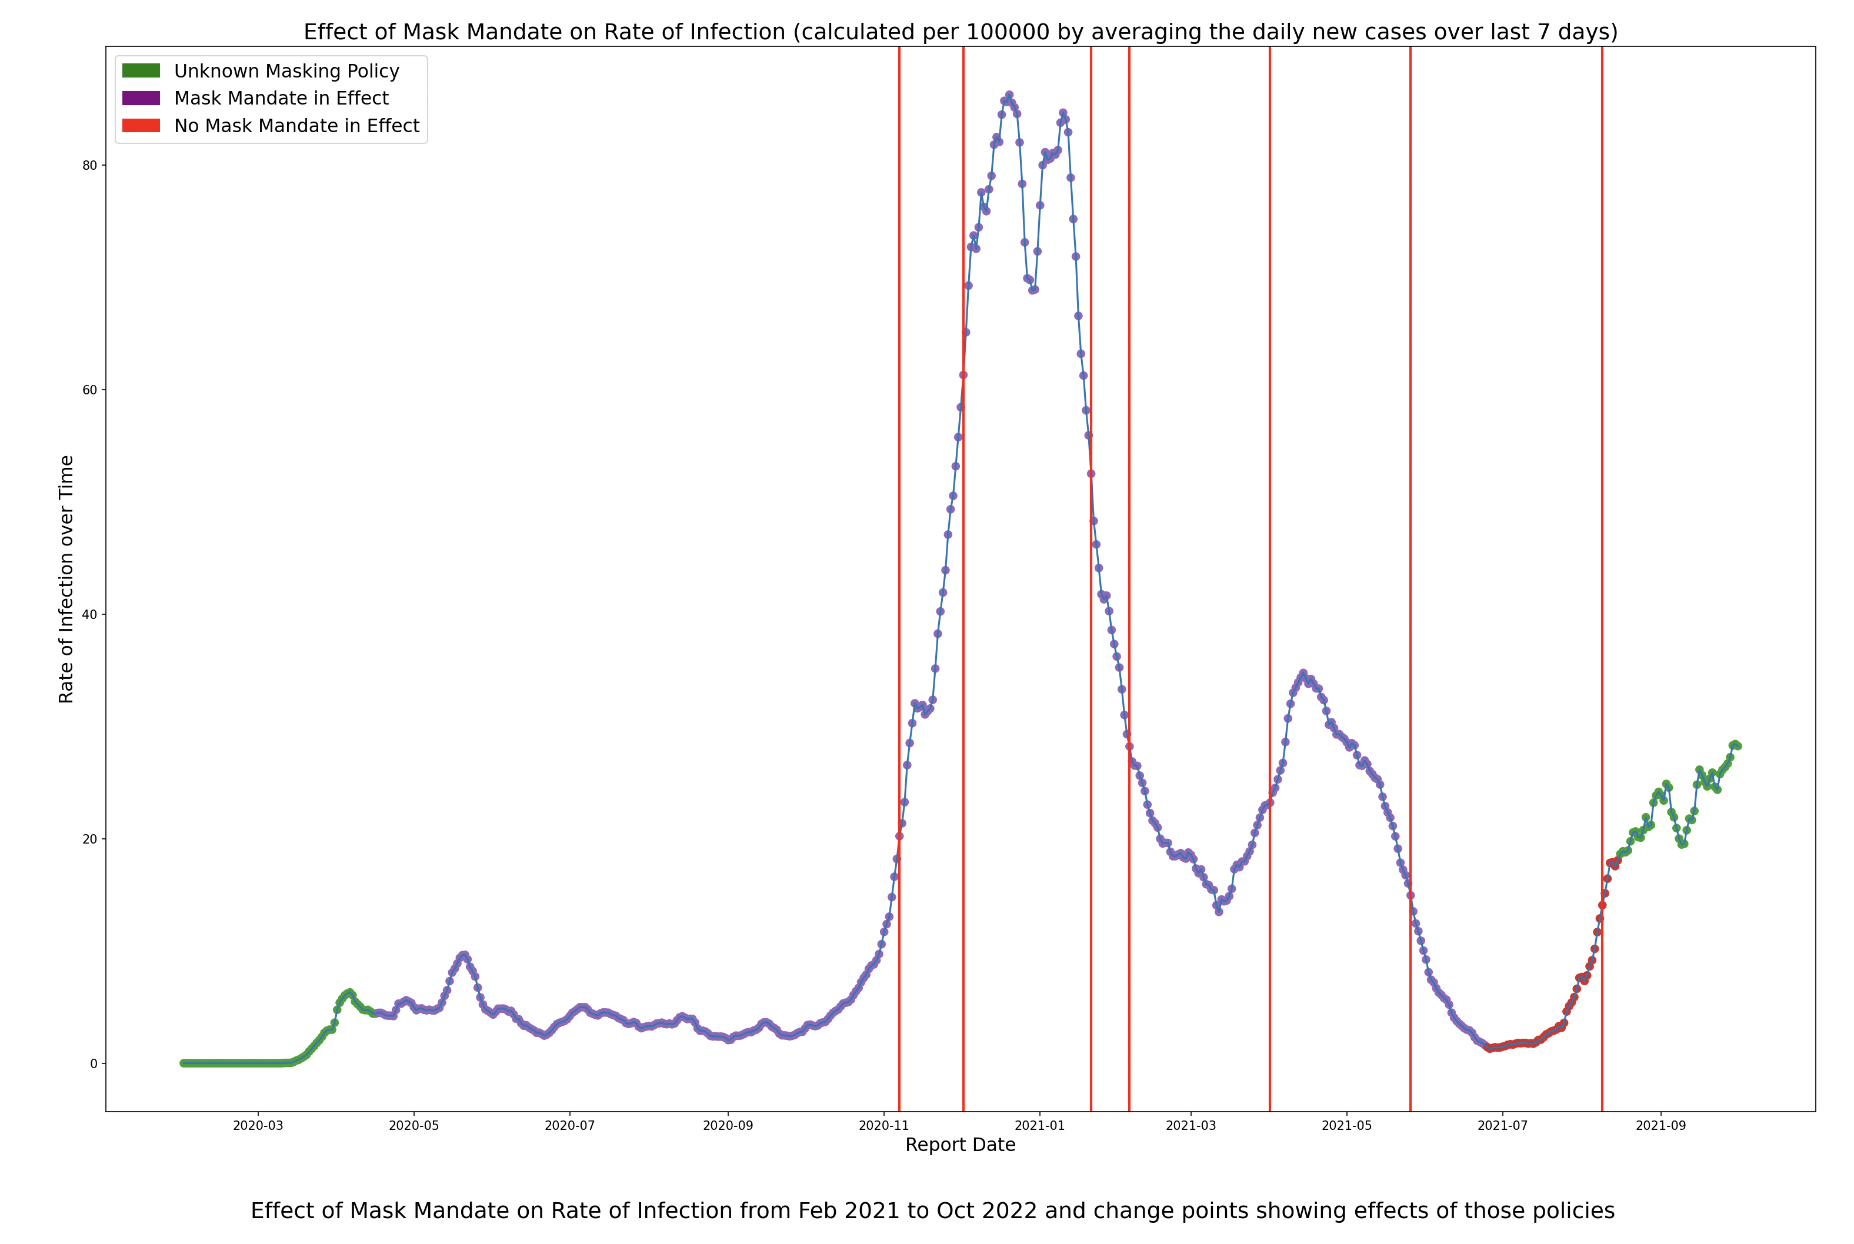 Effect of Mask Mandate on Rate of Infection (calculated per 100000 by averaging the daily new cases over last 7 days)
Unknown Masking Policy
Mask Mandate in Effect
No Mask Mandate in Effect
Rate of Infection over Time
80
60
40
20
0
2020-03 2020-05 2020-07 2020-09 2020-11 2021-01 2021-03 2021-05 2021-07 2021-09
Report Date
Effect of Mask Mandate on Rate of Infection from Feb 2021 to Oct 2022 and change points showing effects of those policies